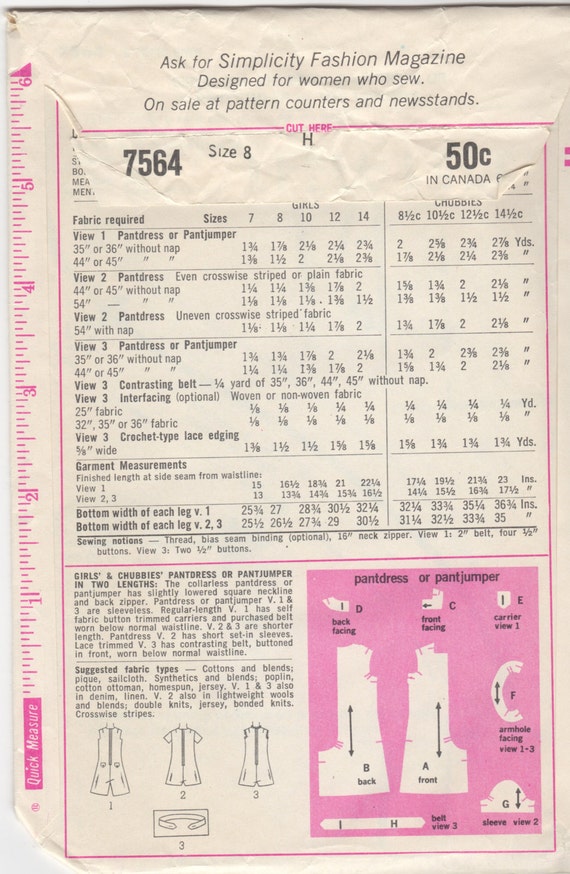 Ask for Simplicity Fashion Magazine
Designed for women who sew.
On sale at pattern counters and newsstands.
CUT HERE
7564 Size 8 H 50c
IN CANADA
GIRLS CHUBBIES
Fabric required Sizes 7 8 10 12 14 8½c 10½c 12½c 14½c
View 1 Pantdress or Pantjumper
35" or 36" without nap 1¾ 1⅞ 2⅛ 2¼ 2¾ 2 2⅝ 2¾ 2⅞ Yds.
44" or 45" " " 1⅜ 1½ 2 2⅛ 2⅜ 1⅞ 2⅛ 2¼ 2⅜ "
View 2 Pantdress Even crosswise striped or plain fabric
44" or 45" without nap 1¼ 1¼ 1⅜ 1⅞ 2 1⅝ 1¾ 2 2⅛ "
54" — " " 1⅛ 1⅛ 1⅛ 1⅜ 1½ 1⅜ 1⅜ 1½ 1½ "
View 2 Pantdress Uneven crosswise striped fabric
54" with nap 1⅛ 1⅛ 1¼ 1⅞ 2 1¾ 1⅞ 2 2⅛ "
View 3 Pantdress or Pantjumper
35" or 36" without nap 1¾ 1¾ 1⅞ 2 2⅛ 1¾ 2 2⅜ 2⅜ "
44" or 45" " " 1¼ 1¼ 1⅜ 1⅞ 2 1⅝ 1¾ 2 2⅛ "
View 3 Contrasting belt — ¼ yard of 35", 36", 44", 45" without nap.
View 3 Interfacing (optional) Woven or non-woven fabric
25" fabric ⅛ ⅛ ⅛ ¼ ¼ ¼ ¼ ¼ ¼ Yd.
32", 35" or 36" fabric ⅛ ⅛ ⅛ ⅛ ⅛ ⅛ ⅛ ⅛ ⅛ "
View 3 Crochet-type lace edging
⅝" wide 1⅜ 1½ 1½ 1⅝ 1⅝ 1⅝ 1¾ 1¾ 1¾ Yds.
Garment Measurements
Finished length at side seam from waistline:
View 1 15 16½ 18¾ 21 22¼ 17¼ 19½ 21¾ 23 Ins.
View 2, 3 13 13¾ 14¾ 15¾ 16½ 14¼ 15½ 16¾ 17½ "
Bottom width of each leg v. 1 25¾ 27 28¾ 30½ 32¼ 32¼ 33¾ 35¼ 36¾ Ins.
Bottom width of each leg v. 2, 3 25½ 26½ 27¾ 29 30½ 31¼ 32½ 33¾ 35 "
Sewing notions — Thread, bias seam binding (optional), 16" neck zipper. View 1: 2" belt, four ½"
buttons. View 3: Two ½" buttons.
GIRLS' & CHUBBIES' PANTDRESS OR PANTJUMPER
IN TWO LENGTHS: The collarless pantdress or
pantjumper has slightly lowered square neckline
and back zipper. Pantdress or pantjumper V. 1 &
3 are sleeveless. Regular-length V. 1 has self
fabric button trimmed carriers and purchased belt
worn below normal waistline. V. 2 & 3 are shorter
length. Pantdress V. 2 has short set-in sleeves.
Lace trimmed V. 3 has contrasting belt, buttoned
in front, worn below normal waistline.
Suggested fabric types — Cottons and blends;
pique, sailcloth. Synthetics and blends; poplin,
cotton ottoman, homespun, jersey. V. 1 & 3 also
in denim, linen. V. 2 also in lightweight wools
and blends; double knits, jersey, bonded knits.
Crosswise stripes.
1
2
3
3
pantdress or pantjumper
D
back
facing
C
front
facing
E
carrier
view 1
F
armhole
facing
view 1-3
B
back
A
front
G
sleeve view 2
I H
belt
view 3
6
5
4
3
2
1
Quick Measure
®